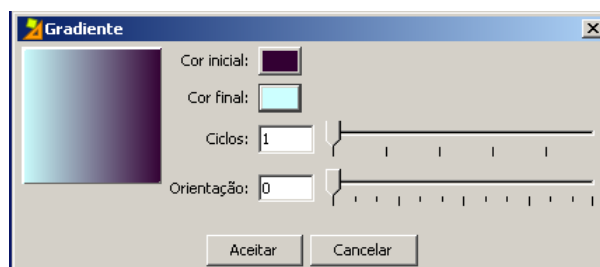 Gradiente
Cor inicial:
Cor final:
Ciclos: 1
Orientação: 0
Aceitar Cancelar